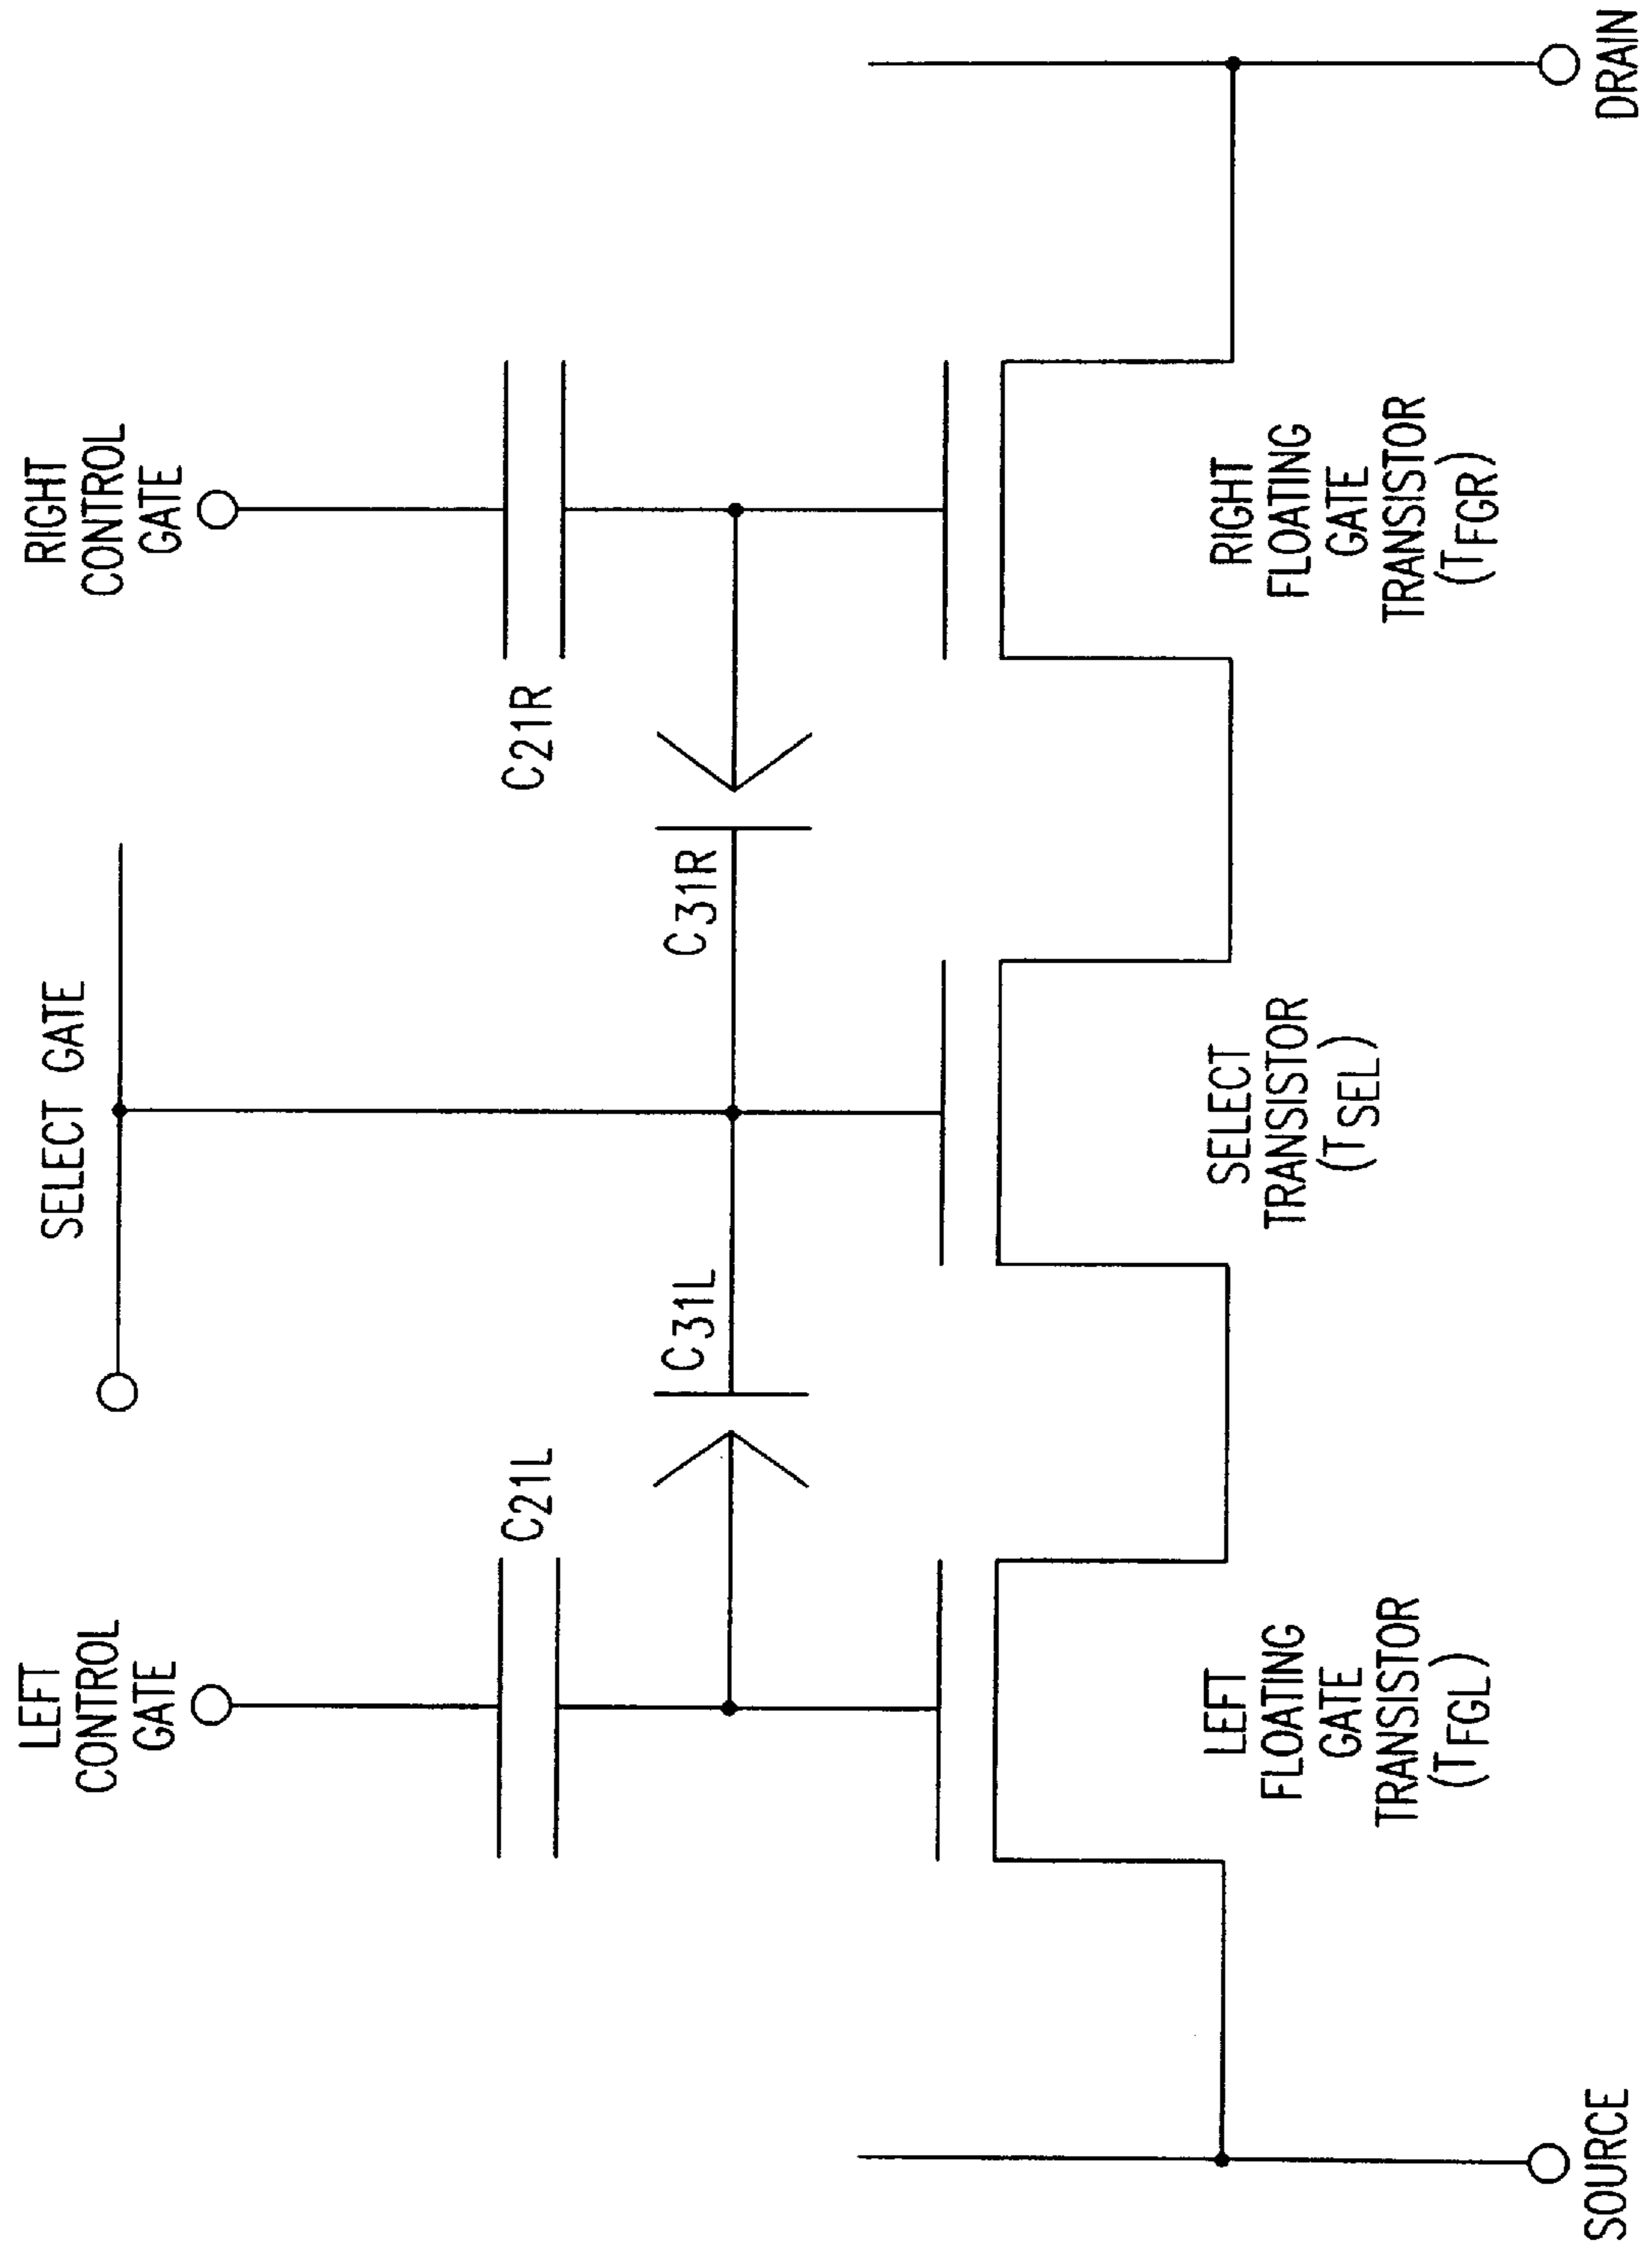 SELECT GATE
LEFT
CONTROL
GATE
RIGHT
CONTROL
GATE
C21L
C21R
C31L
C31R
LEFT
FLOATING
GATE
TRANSISTOR
(TFGL)
SELECT
TRANSISTOR
(TSEL)
RIGHT
FLOATING
GATE
TRANSISTOR
(TFGR)
SOURCE
DRAIN